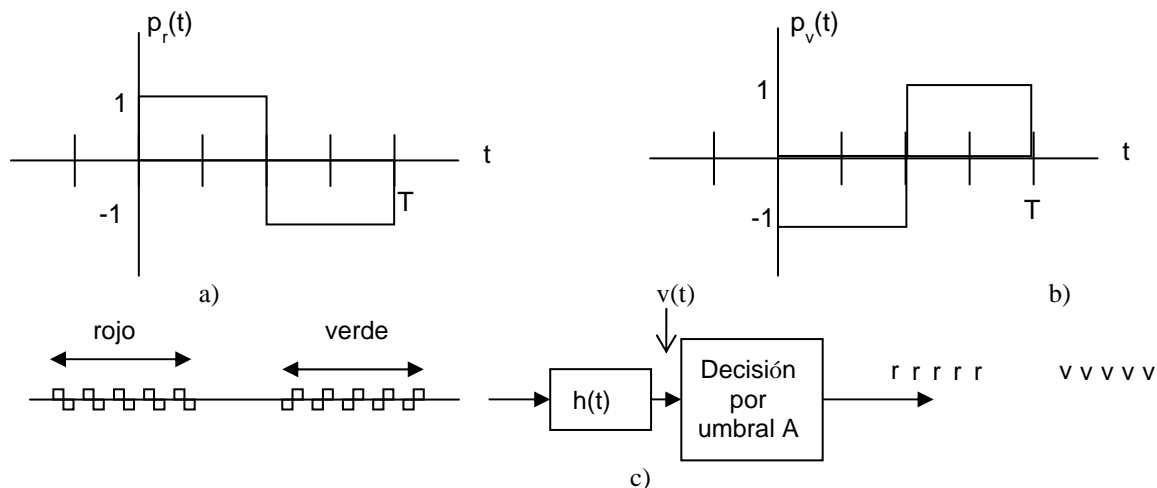 p_r(t)
1
-1
t
T
a)
p_v(t)
1
-1
t
T
b)
rojo
verde
v(t)
h(t)
Decisión
por
umbral A
r r r r r
v v v v v
c)